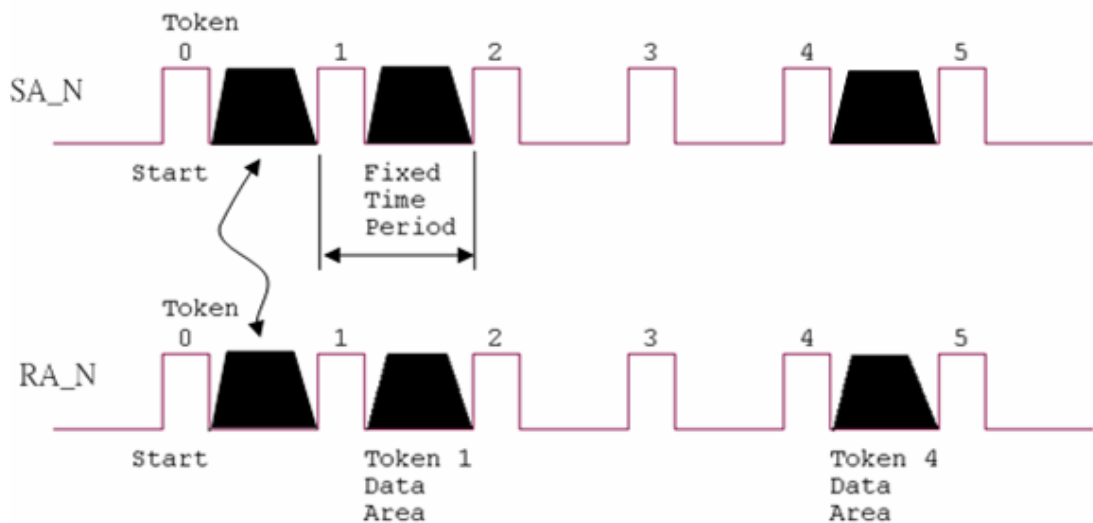 Token
0 1 2 3 4 5
SA_N
Start
Fixed
Time
Period
Token
0 1 2 3 4 5
RA_N
Start
Token 1
Data
Area
Token 4
Data
Area